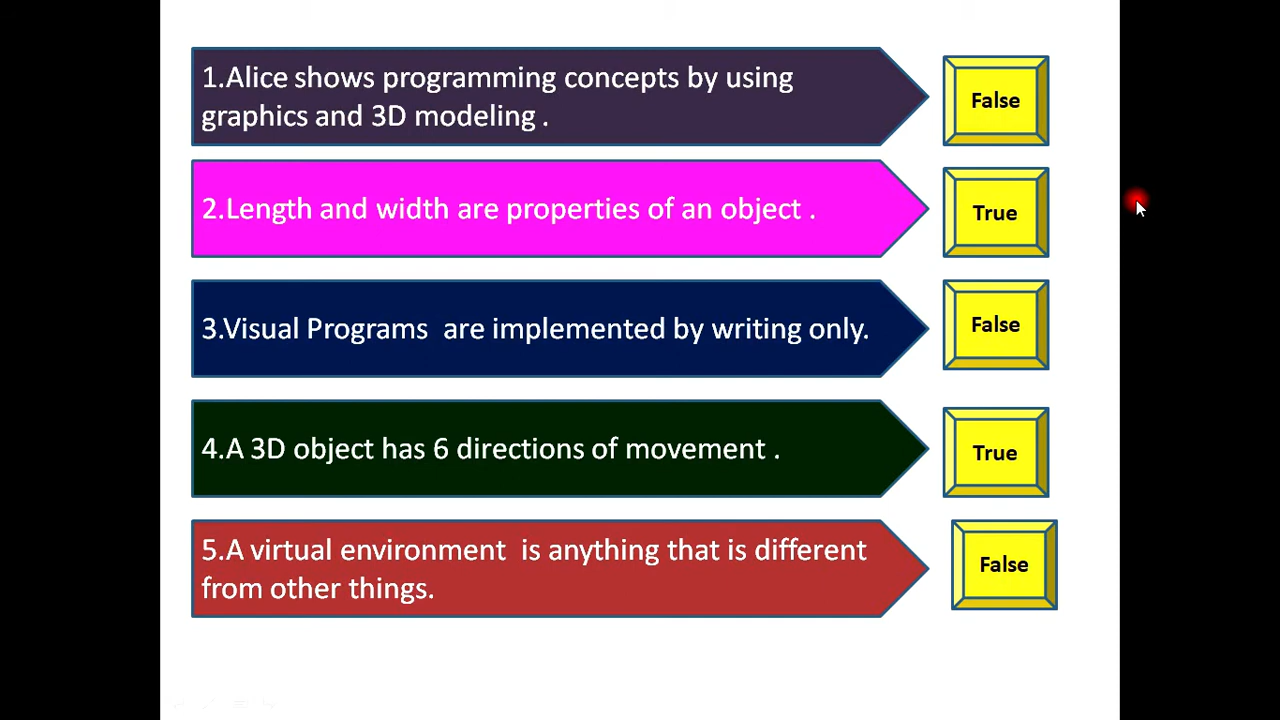 1.Alice shows programming concepts by using
graphics and 3D modeling .
False
2.Length and width are properties of an object .
True
3.Visual Programs  are implemented by writing only.
False
4.A 3D object has 6 directions of movement .
True
5.A virtual environment  is anything that is different
from other things.
False